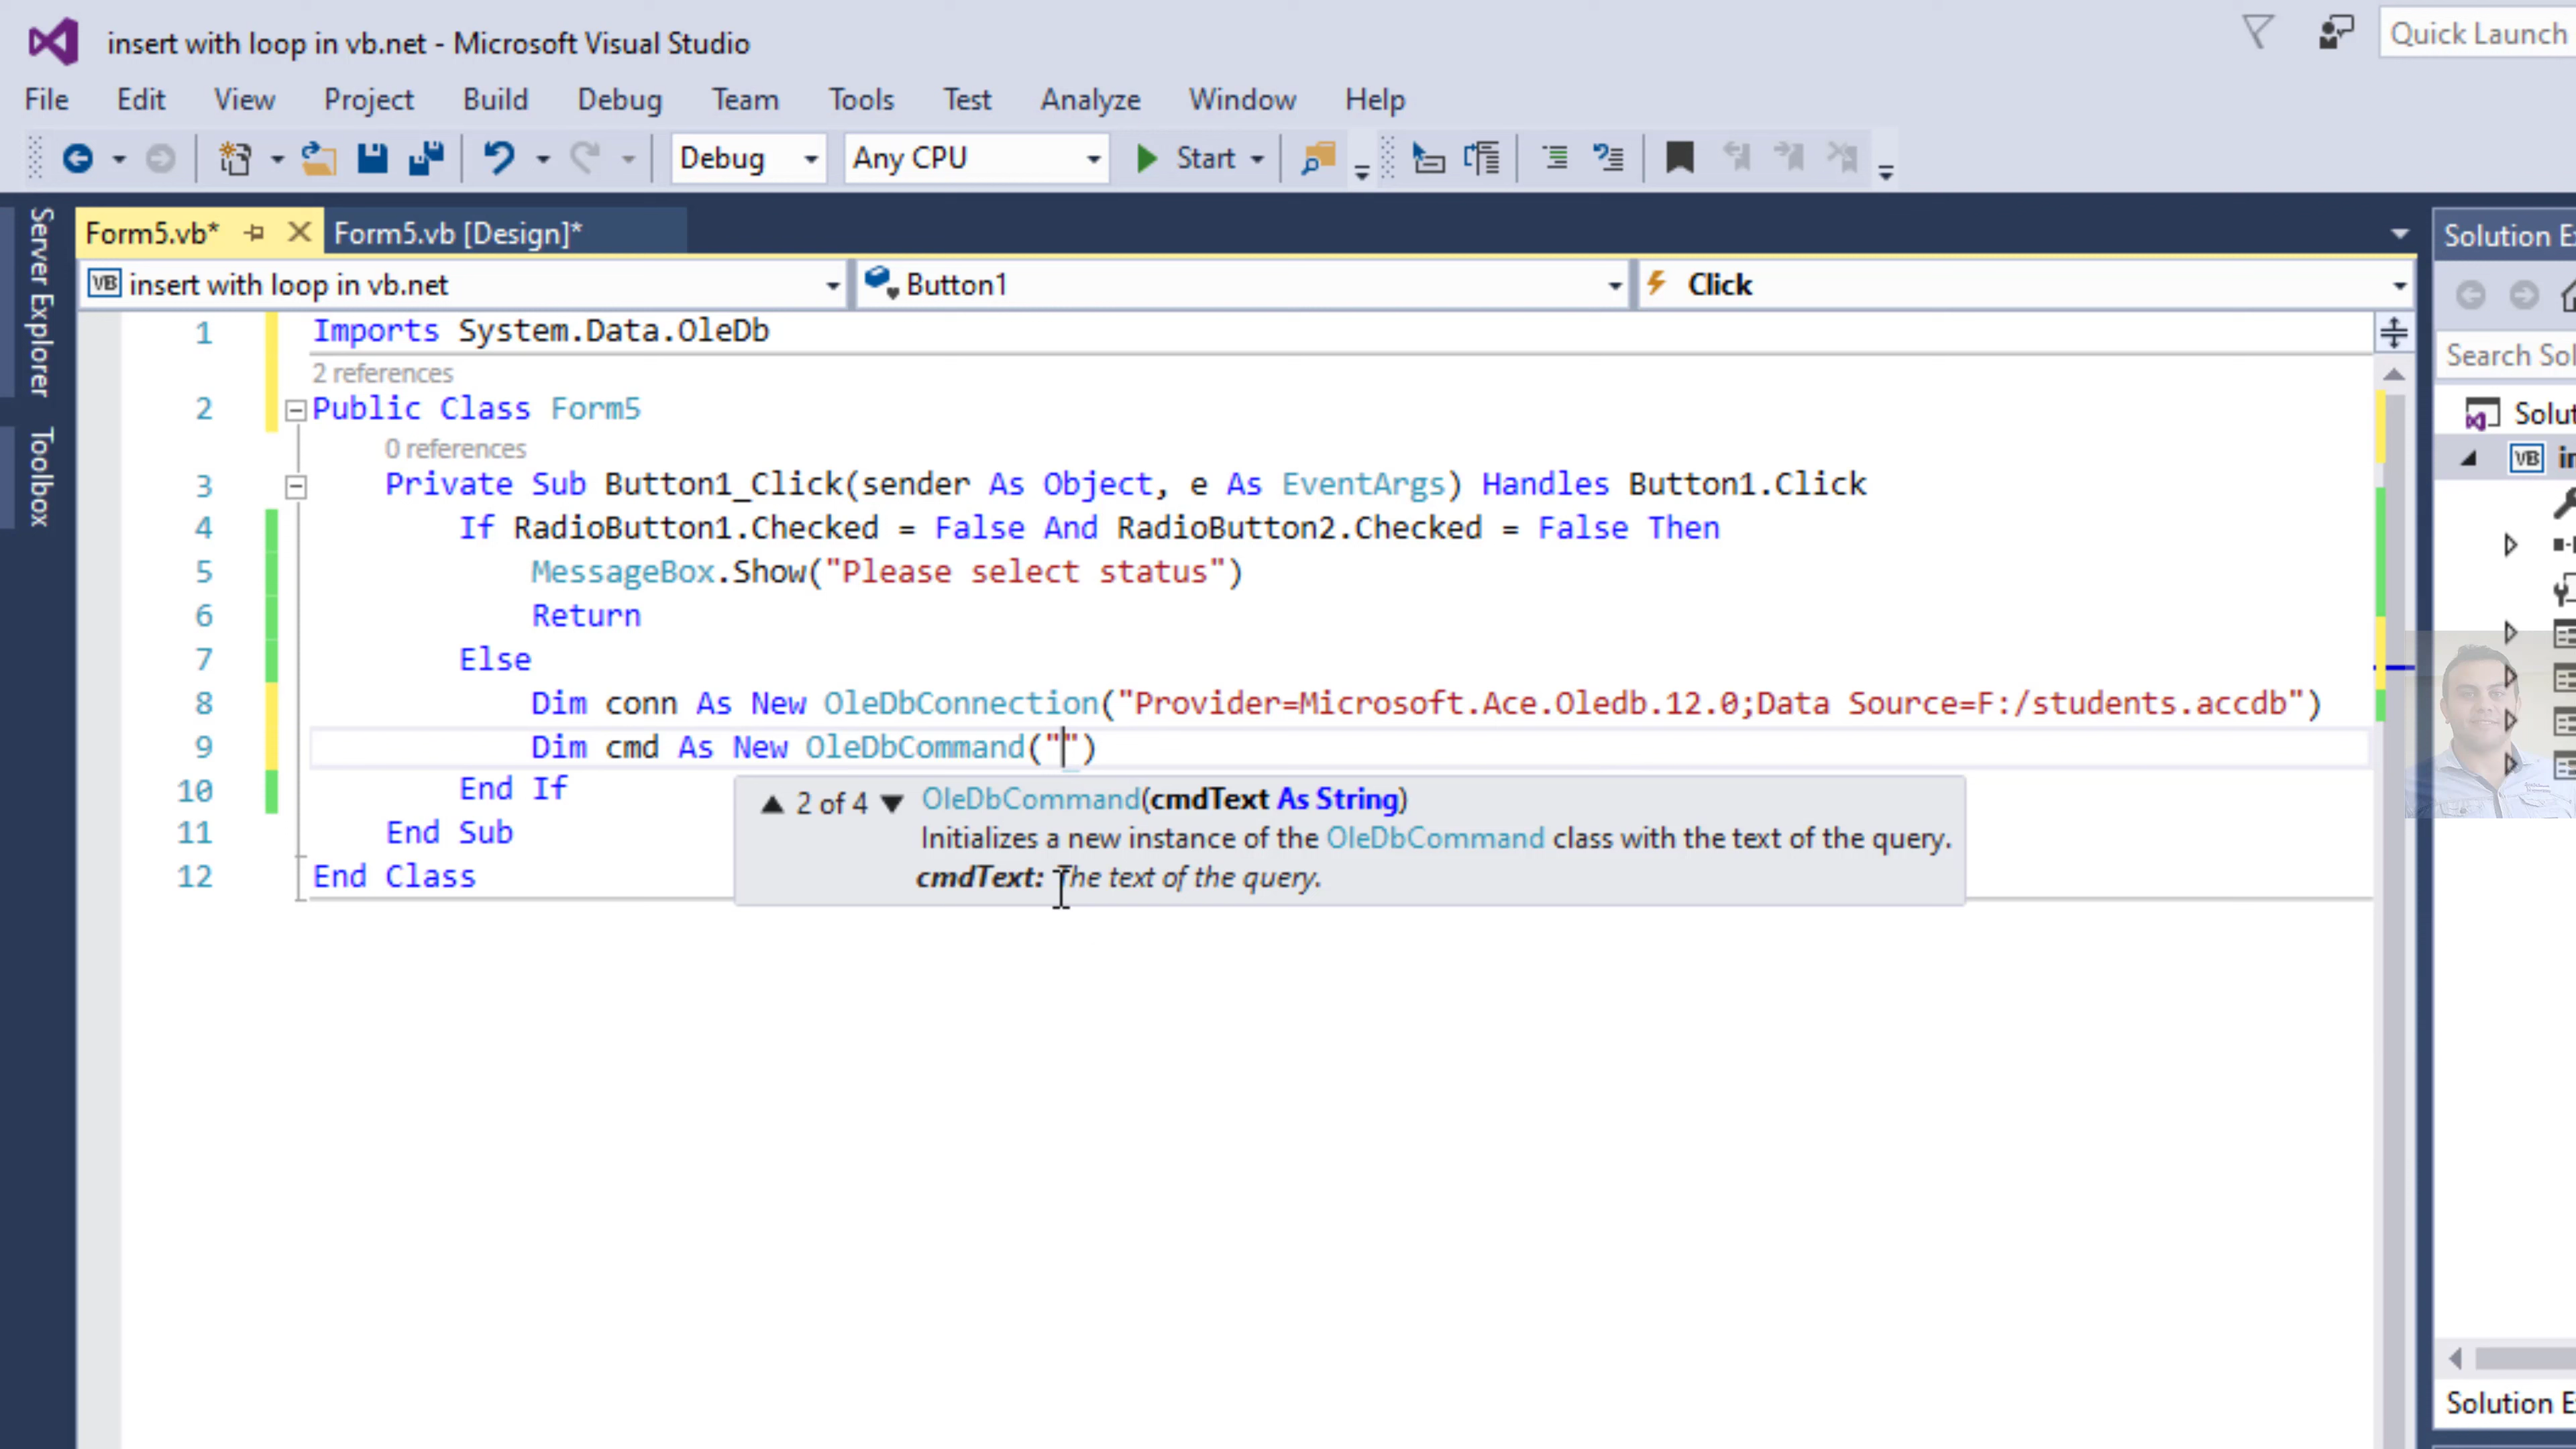 insert with loop in vb.net - Microsoft Visual Studio
Quick Launch
File Edit View Project Build Debug Team Tools Test Analyze Window Help
Debug Any CPU Start
Server Explorer
Toolbox
Form5.vb* Form5.vb [Design]*
Solution E
VB insert with loop in vb.net Button1 Click
Search Sol
Solut
VB in
1 Imports System.Data.OleDb
2 references
2 Public Class Form5
0 references
3 Private Sub Button1_Click(sender As Object, e As EventArgs) Handles Button1.Click
4 If RadioButton1.Checked = False And RadioButton2.Checked = False Then
5 MessageBox.Show("Please select status")
6 Return
7 Else
8 Dim conn As New OleDbConnection("Provider=Microsoft.Ace.Oledb.12.0;Data Source=F:/students.accdb")
9 Dim cmd As New OleDbCommand("")
10 End If
11 End Sub
12 End Class
2 of 4 OleDbCommand(cmdText As String)
Initializes a new instance of the OleDbCommand class with the text of the query.
cmdText: The text of the query.
Solution E